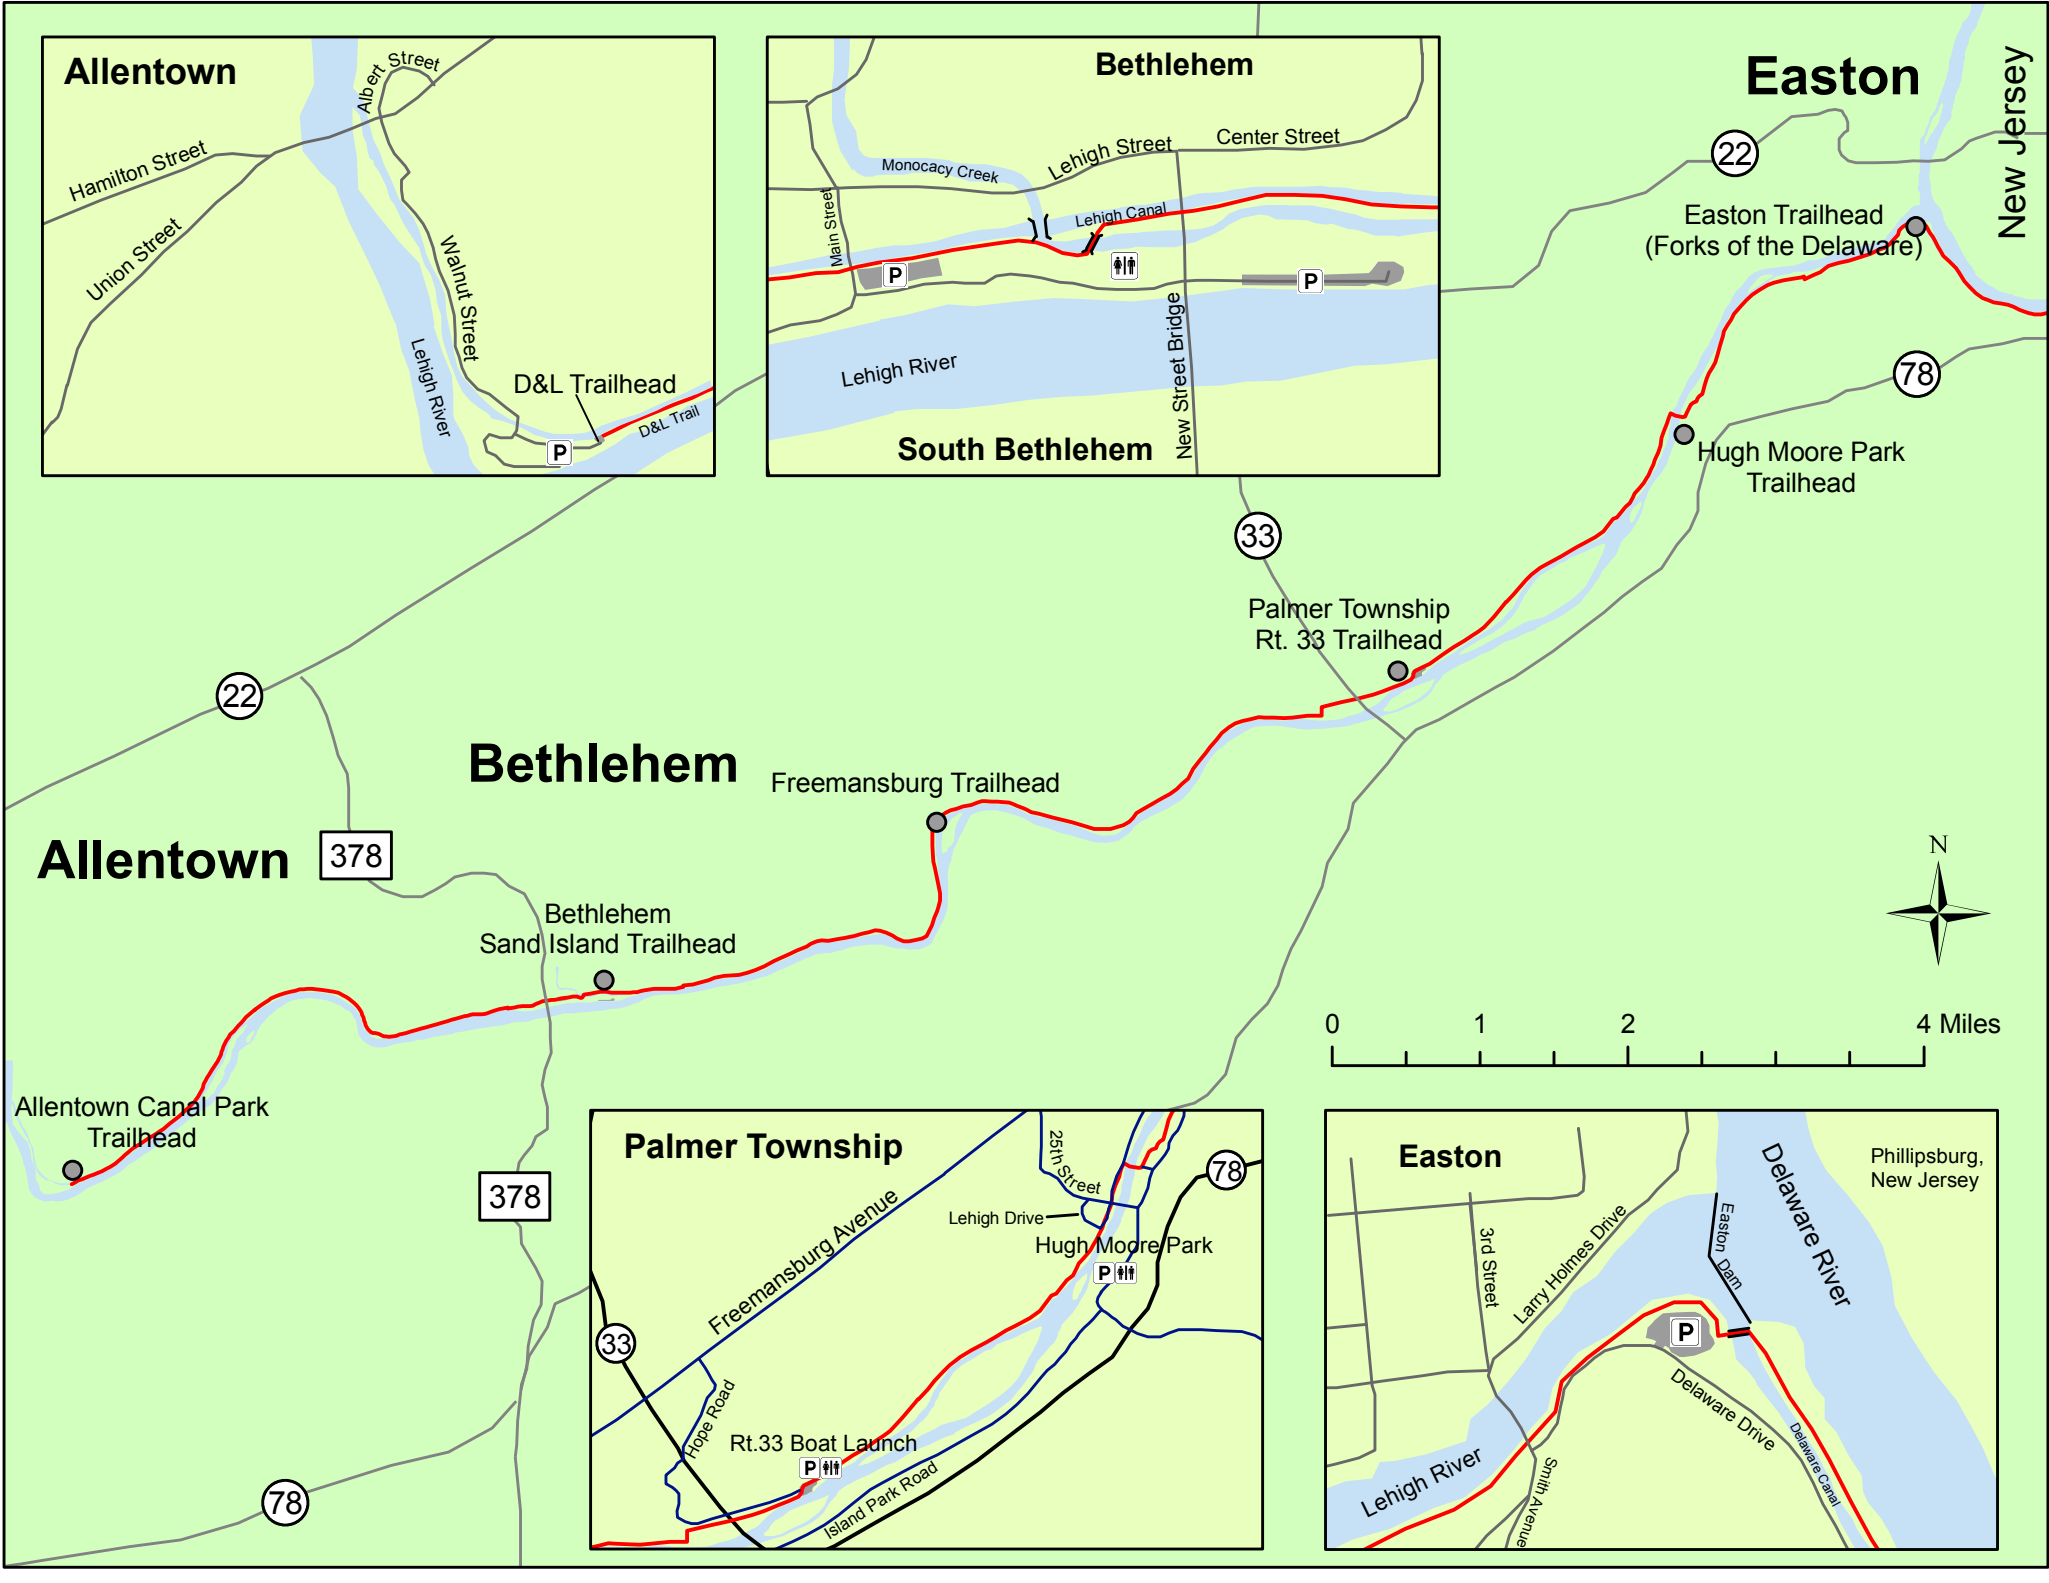 Allentown
Albert Street
Hamilton Street
Union Street
Walnut Street
Lehigh River
D&L Trailhead
D&L Trail
P
Bethlehem
Center Street
Lehigh Street
Monocacy Creek
Main Street
Lehigh Canal
P
P
New Street Bridge
Lehigh River
South Bethlehem
Easton
New Jersey
22
Easton Trailhead
(Forks of the Delaware)
78
Hugh Moore Park
Trailhead
33
Palmer Township
Rt. 33 Trailhead
22
Bethlehem
Freemansburg Trailhead
Allentown
378
Bethlehem
Sand Island Trailhead
N
0 1 2 4 Miles
Allentown Canal Park
Trailhead
378
78
Palmer Township
25th Street
78
Freemansburg Avenue
Lehigh Drive
Hugh Moore Park
P
33
Hope Road
Rt.33 Boat Launch
P
Island Park Road
Easton
Delaware River
Phillipsburg,
New Jersey
3rd Street
Larry Holmes Drive
Easton Dam
P
Delaware Drive
Delaware Canal
Lehigh River
Smith Avenue